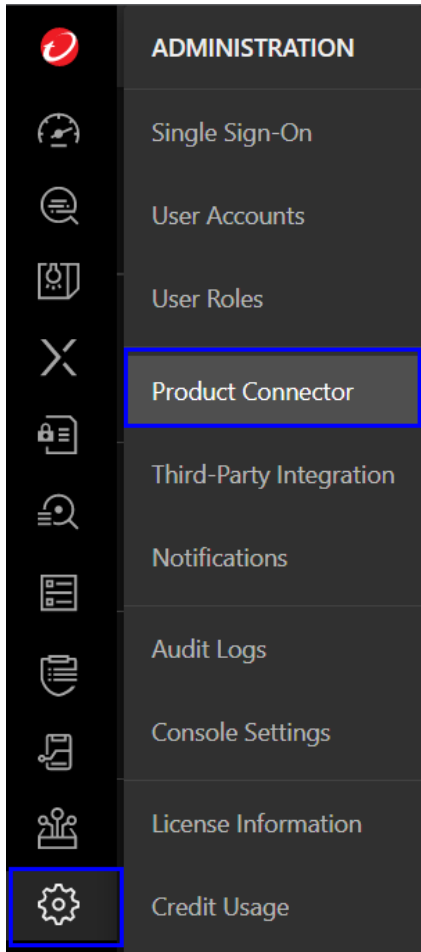 ADMINISTRATION
Single Sign-On
User Accounts
User Roles
Product Connector
Third-Party Integration
Notifications
Audit Logs
Console Settings
License Information
Credit Usage